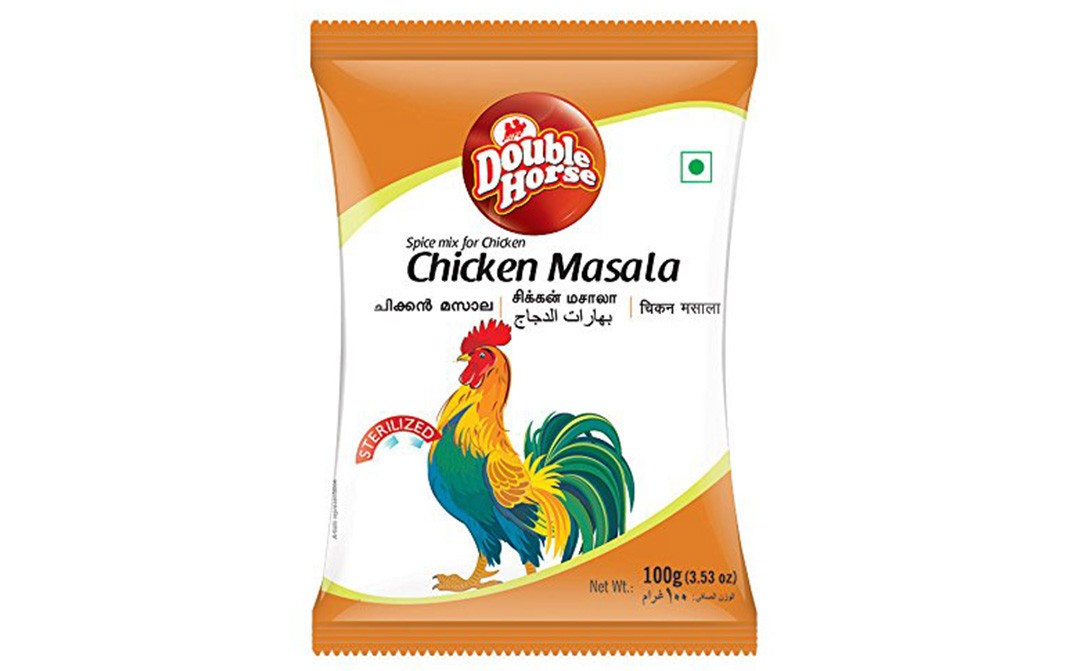 Double
Horse
Spice mix for Chicken
Chicken Masala
ചിക്കൻ മസാല
சிக்கன் மசாலா
بهارات الدجاج
चिकन मसाला
STERILIZED
Net Wt.: 100g (3.53 oz)
الوزن الصافي: ١٠٠ غرام